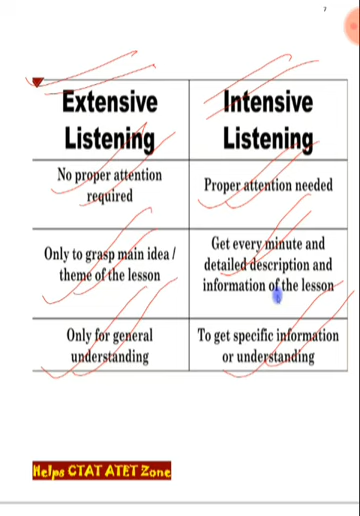 7
Extensive
Listening
Intensive
Listening
No proper attention
required
Proper attention needed
Only to grasp main idea /
theme of the lesson
Get every minute and
detailed description and
information of the lesson
Only for general
understanding
To get specific information
or understanding
Helps CTAT ATET Zone